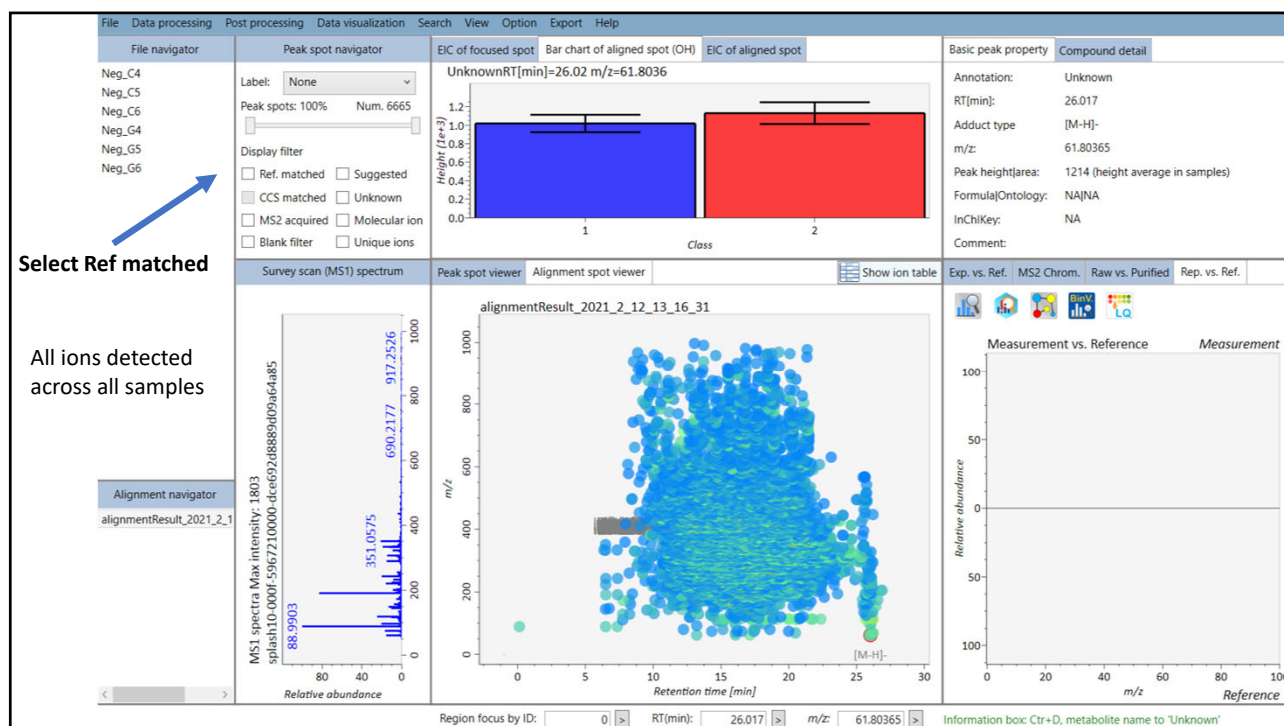 File Data processing Post processing Data visualization Search View Option Export Help
File navigator
Neg_C4
Neg_C5
Neg_C6
Neg_G4
Neg_G5
Neg_G6
Select Ref matched
All ions detected
across all samples
Alignment navigator
alignmentResult_2021_2_1
Peak spot navigator
Label: None
Peak spots: 100% Num. 6665
Display filter
Ref. matched Suggested
CCS matched Unknown
MS2 acquired Molecular ion
Blank filter Unique ions
Survey scan (MS1) spectrum
MS1 spectra Max intensity: 1803
splash10-000f-5967210000-dce692d8889d09a64a85
917.2526
690.2177
351.0575
88.9903
1000
800
600
400
200
0
80 40 0
Relative abundance
EIC of focused spot Bar chart of aligned spot (OH) EIC of aligned spot
UnknownRT[min]=26.02 m/z=61.8036
Height (1e+3)
1.2
1.0
0.8
0.6
0.4
0.2
0.0
1 2
Class
Peak spot viewer Alignment spot viewer Show ion table
alignmentResult_2021_2_12_13_16_31
m/z
1000
800
600
400
200
0
[M-H]-
0 5 10 15 20 25 30
Retention time [min]
Basic peak property Compound detail
Annotation: Unknown
RT[min]: 26.017
Adduct type [M-H]-
m/z: 61.80365
Peak height|area: 1214 (height average in samples)
Formula|Ontology: NA|NA
InChIKey: NA
Comment:
Exp. vs. Ref. MS2 Chrom. Raw vs. Purified Rep. vs. Ref.
BinV.
LQ
Measurement vs. Reference Measurement
Relative abundance
100
50
0
50
100
0 20 40 60 80 100
m/z Reference
Region focus by ID: 0 > RT(min): 26.017 > m/z: 61.80365 > Information box: Ctr+D, metabolite name to 'Unknown'